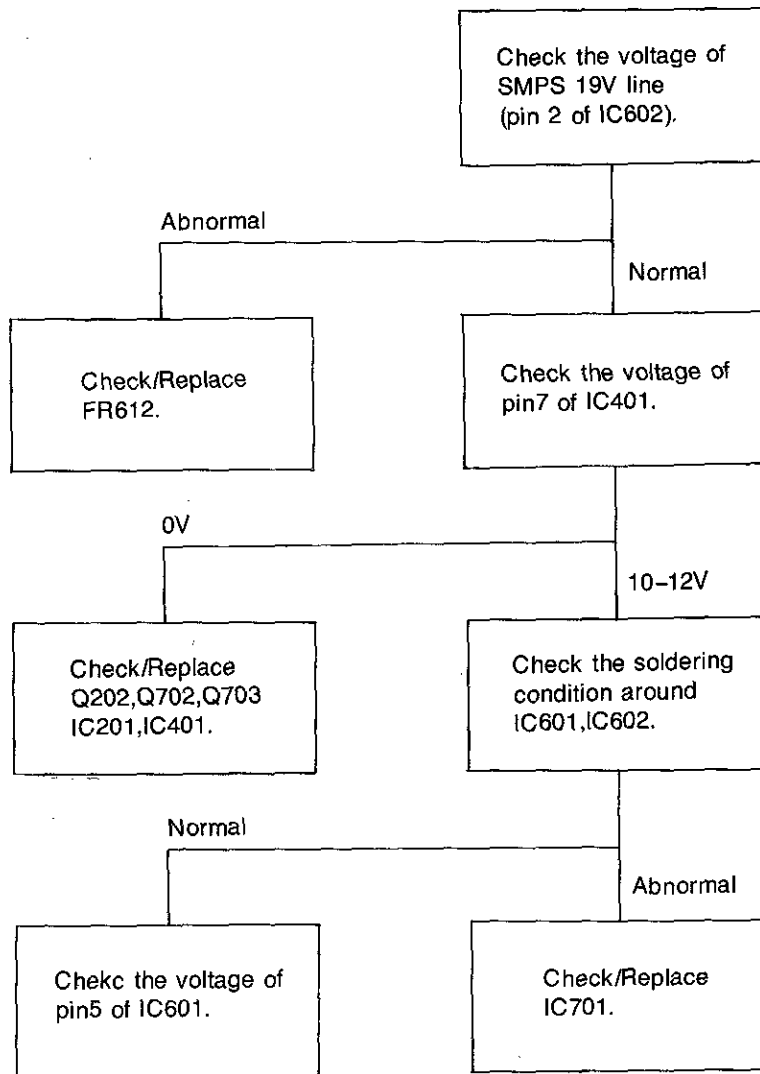 Check the voltage of
SMPS 19V line
(pin 2 of IC602).
Abnormal
Normal
Check/Replace
FR612.
Check the voltage of
pin7 of IC401.
0V
10–12V
Check/Replace
Q202,Q702,Q703
IC201,IC401.
Check the soldering
condition around
IC601,IC602.
Normal
Abnormal
Chekc the voltage of
pin5 of IC601.
Check/Replace
IC701.